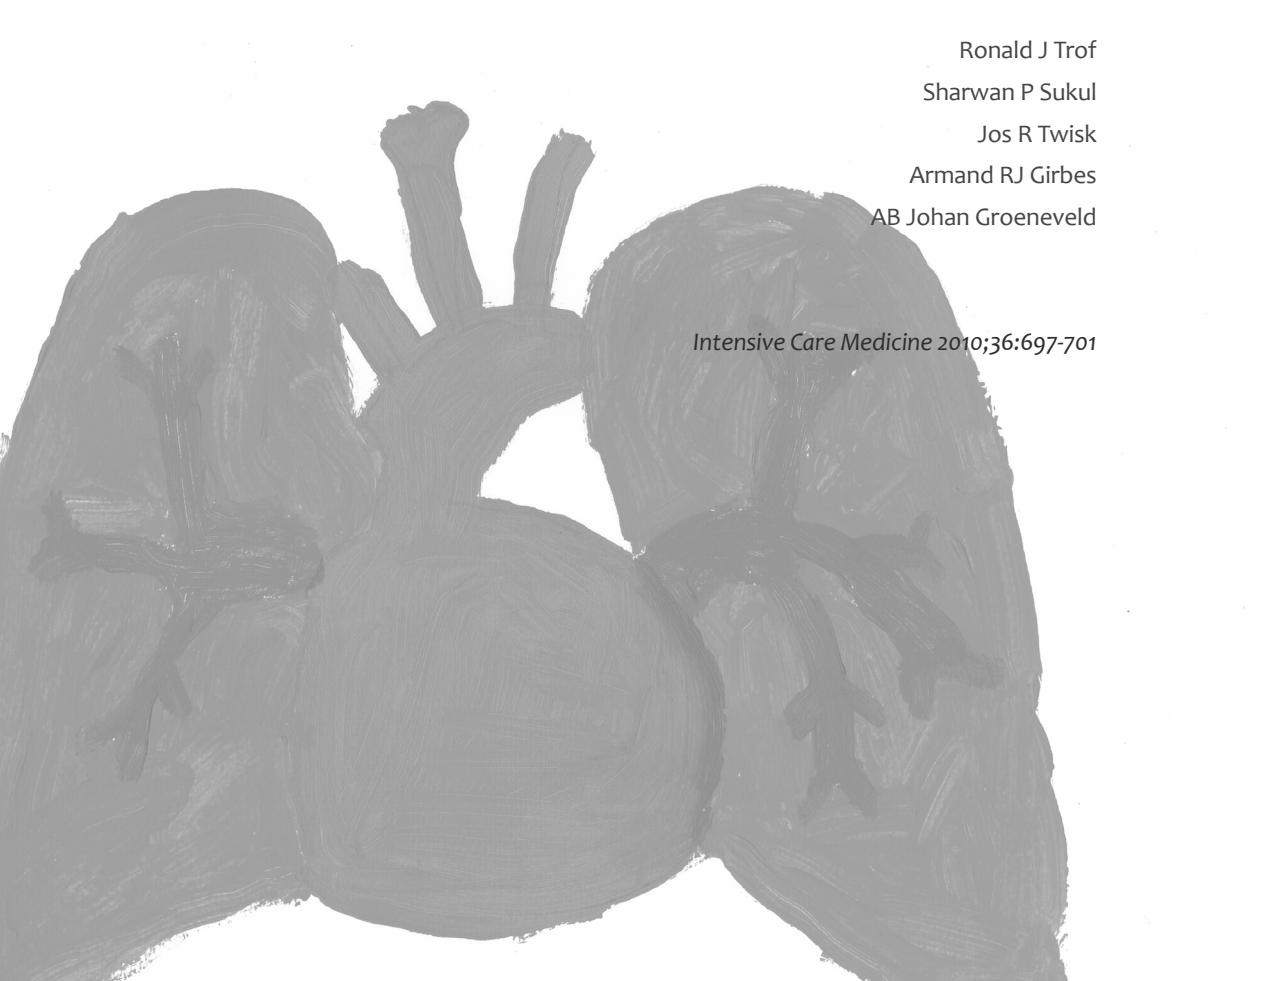 Ronald J Trof
Sharwan P Sukul
Jos R Twisk
Armand RJ Girbes
AB Johan Groeneveld
Intensive Care Medicine 2010;36:697-701